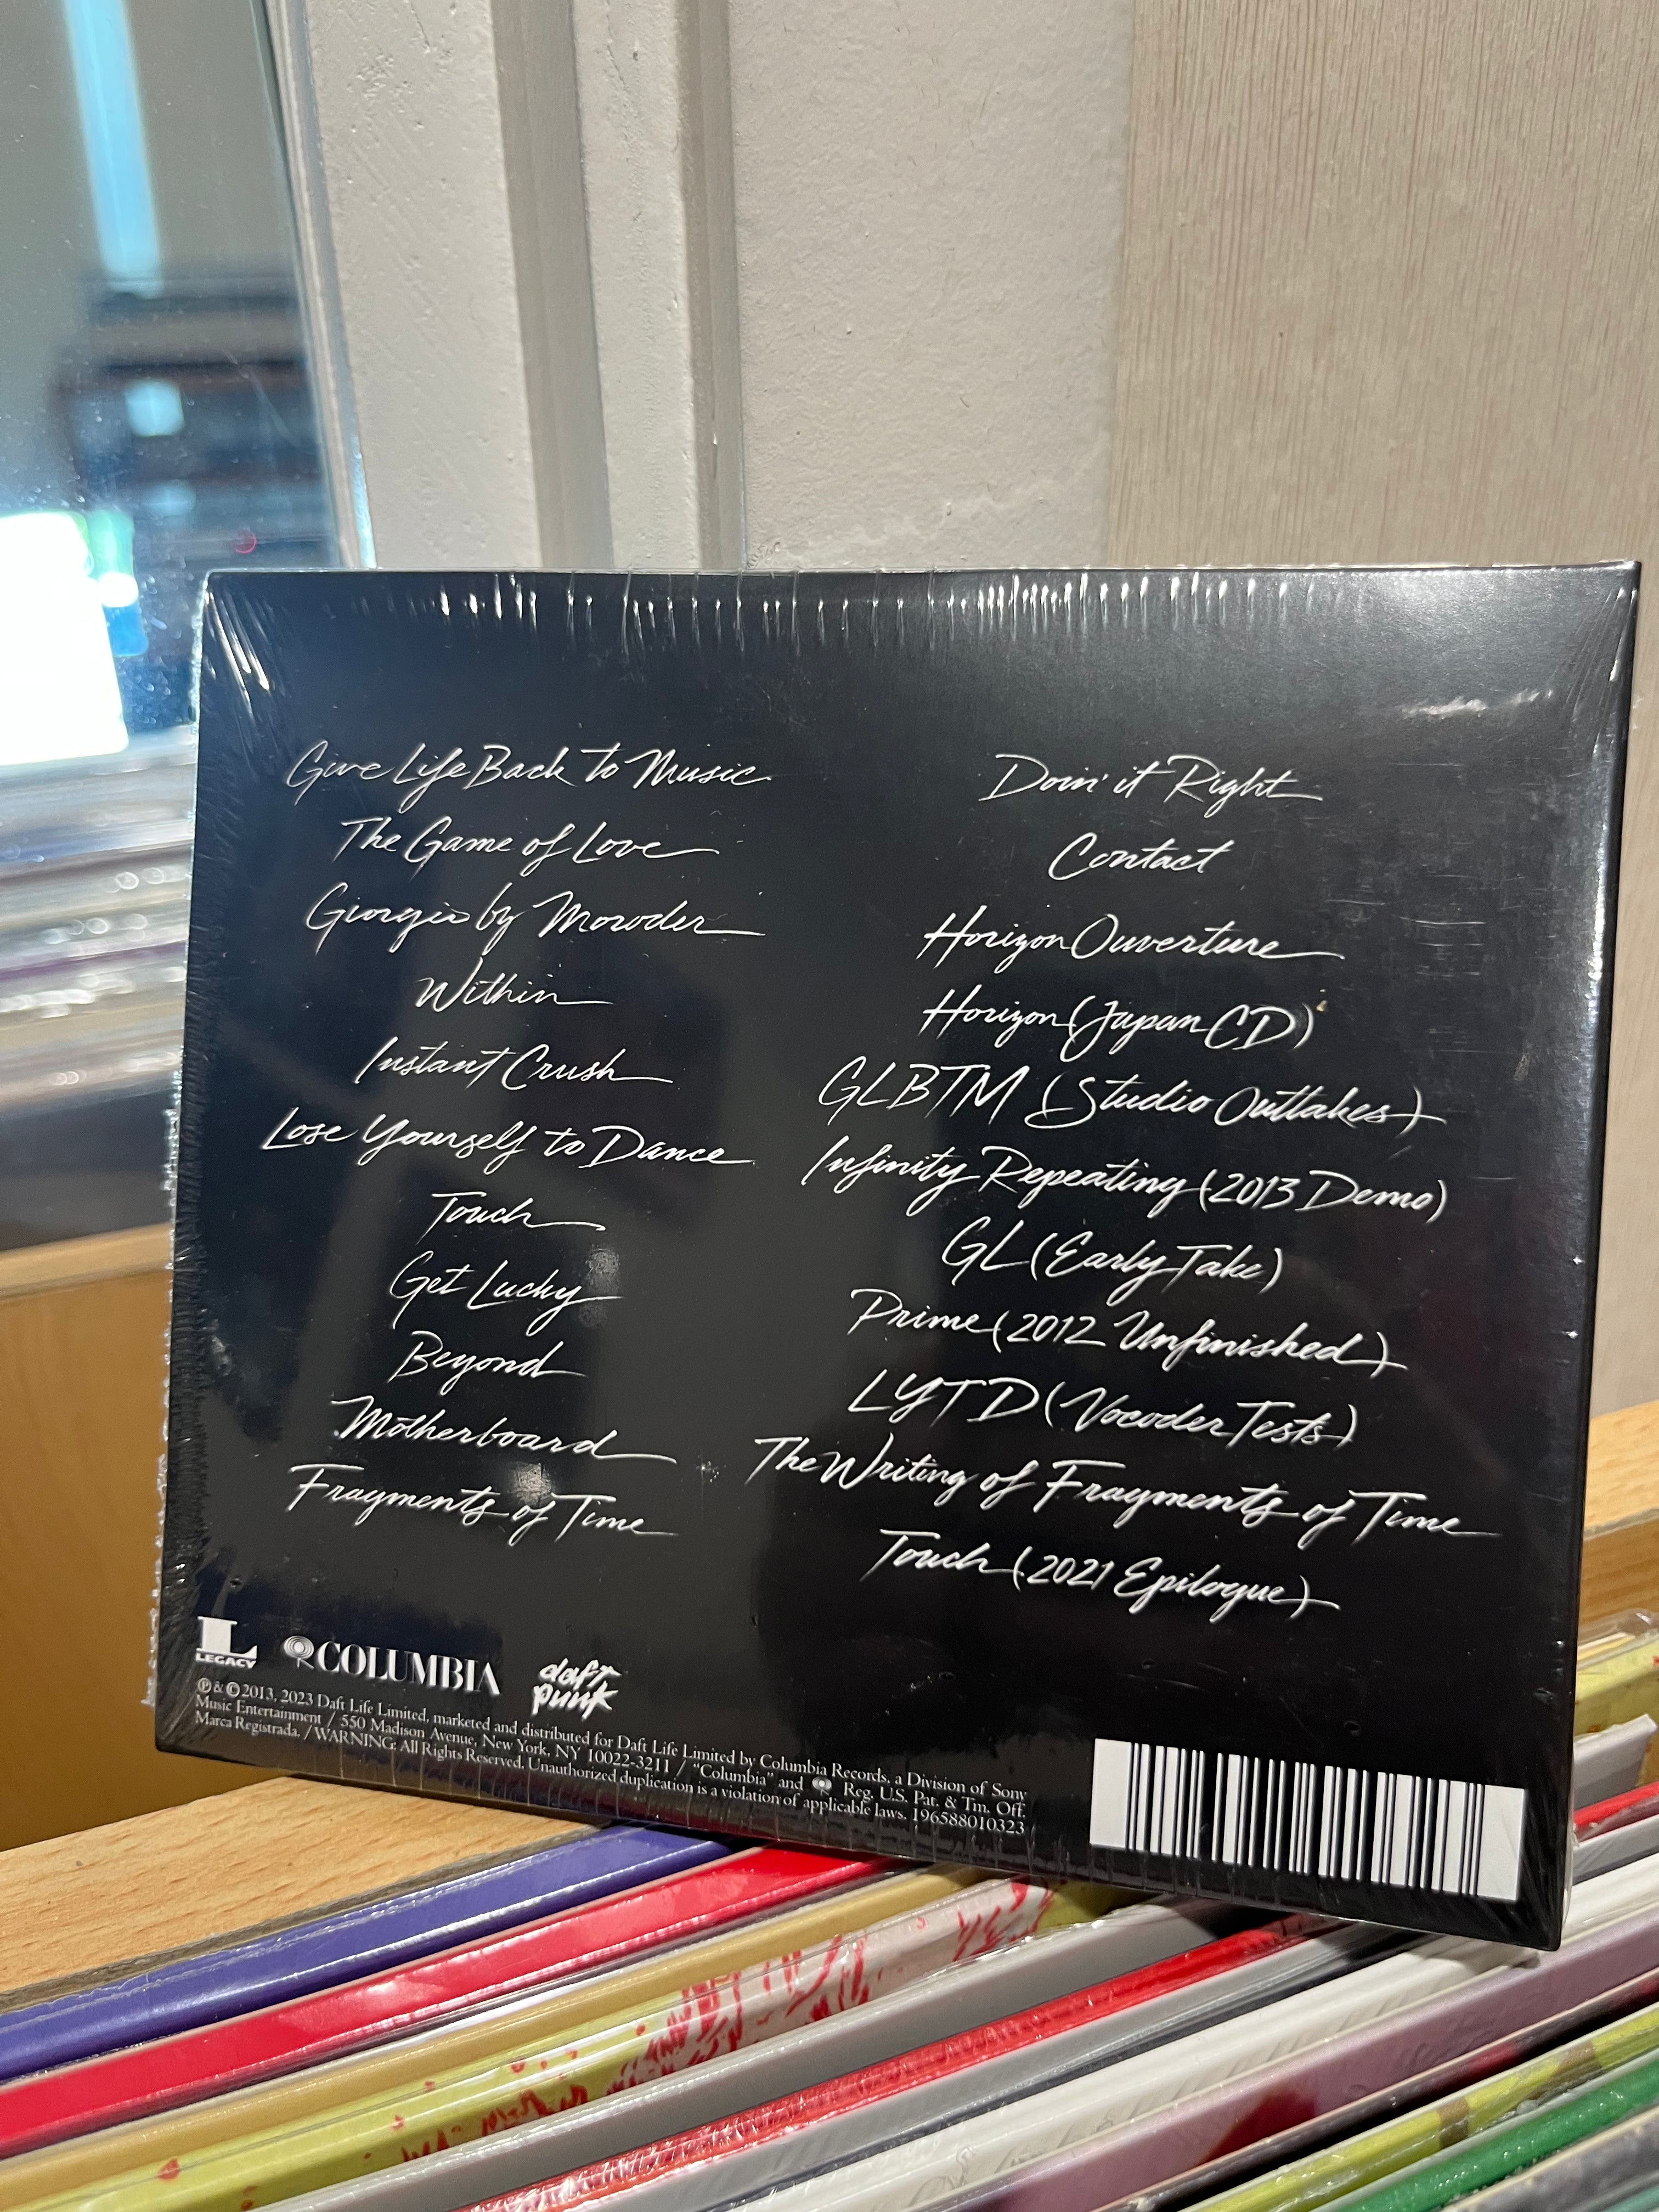 Give Life Back to Music
The Game of Love
Giorgio by Moroder
Within
Instant Crush
Lose Yourself to Dance
Touch
Get Lucky
Beyond
Motherboard
Fragments of Time
Doin' it Right
Contact
Horizon Ouverture
Horizon (Japan CD)
GLBTM (Studio Outtakes)
Infinity Repeating (2013 Demo)
GL (Early Take)
Prime (2012 Unfinished)
LYTD (Vocoder Tests)
The Writing of Fragments of Time
Touch (2021 Epilogue)
L
LEGACY
COLUMBIA
daft
punk
℗ & © 2013, 2023 Daft Life Limited, marketed and distributed for Daft Life Limited by Columbia Records, a Division of Sony
Music Entertainment / 550 Madison Avenue, New York, NY 10022-3211 / "Columbia" and Reg. U.S. Pat. & Tm. Off.
Marca Registrada. / WARNING: All Rights Reserved. Unauthorized duplication is a violation of applicable laws. 196588010323